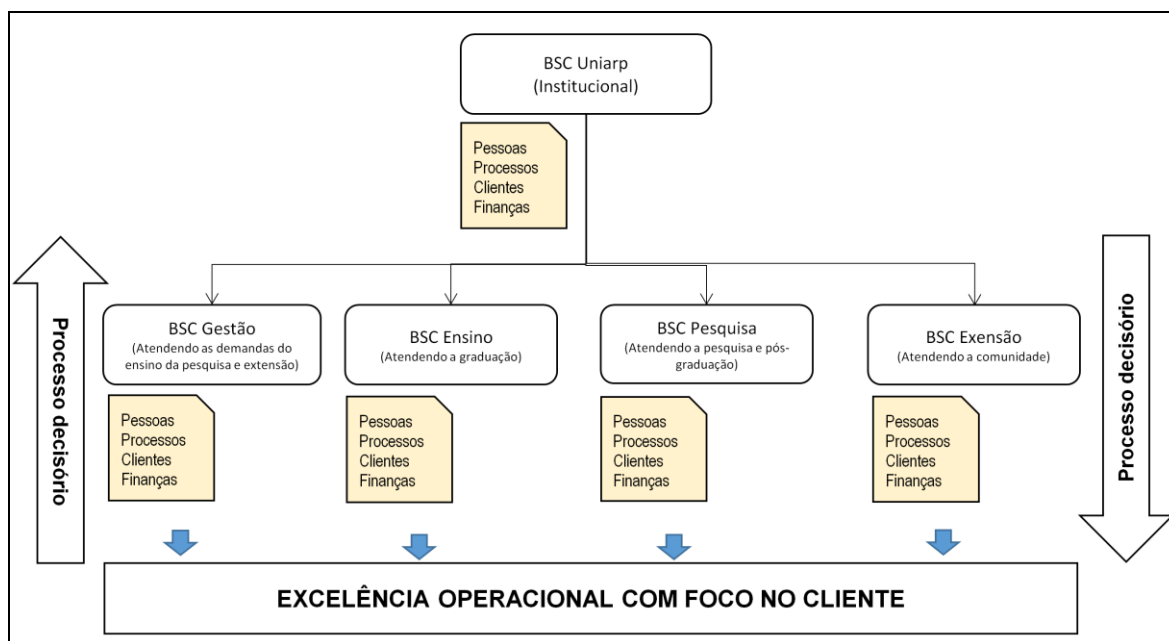 BSC Uniarp
(Institucional)
Pessoas
Processos
Clientes
Finanças
Processo decisório
BSC Gestão
(Atendendo as demandas do
ensino da pesquisa e extensão)
Pessoas
Processos
Clientes
Finanças
BSC Ensino
(Atendendo a graduação)
Pessoas
Processos
Clientes
Finanças
BSC Pesquisa
(Atendendo a pesquisa e pós-
graduação)
Pessoas
Processos
Clientes
Finanças
BSC Exensão
(Atendendo a comunidade)
Pessoas
Processos
Clientes
Finanças
Processo decisório
EXCELÊNCIA OPERACIONAL COM FOCO NO CLIENTE